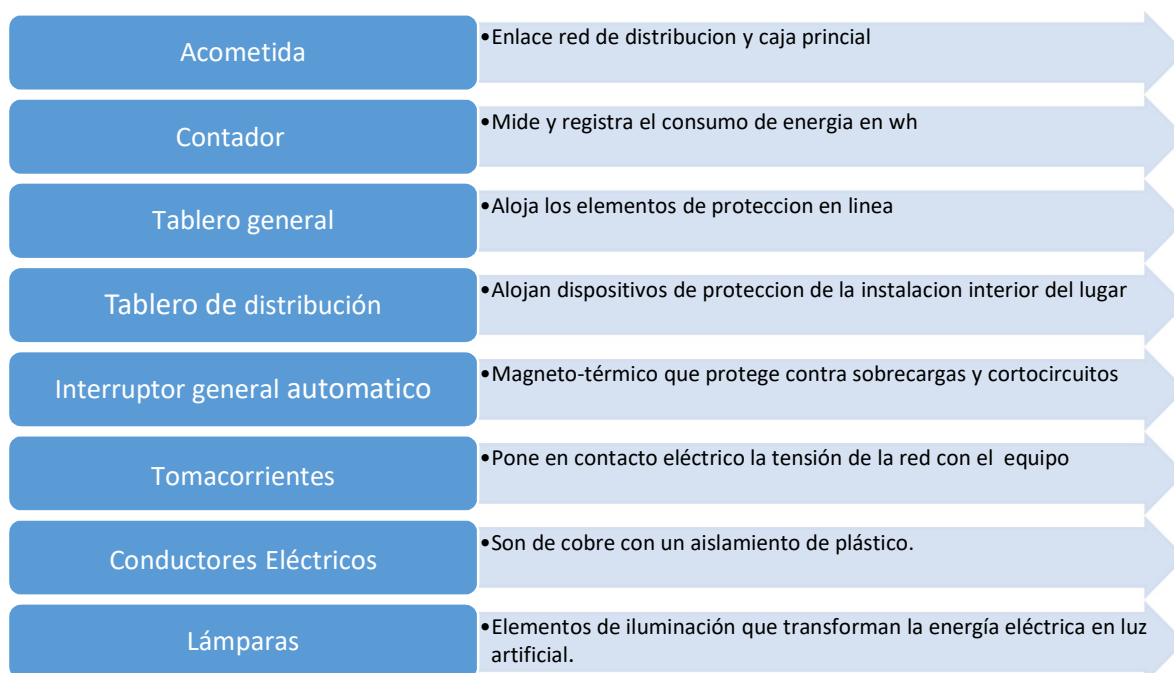 Acometida
•Enlace red de distribucion y caja princial
Contador
•Mide y registra el consumo de energia en wh
Tablero general
•Aloja los elementos de proteccion en linea
Tablero de distribución
•Alojan dispositivos de proteccion de la instalacion interior del lugar
Interruptor general automatico
•Magneto-térmico que protege contra sobrecargas y cortocircuitos
Tomacorrientes
•Pone en contacto eléctrico la tensión de la red con el equipo
Conductores Eléctricos
•Son de cobre con un aislamiento de plástico.
Lámparas
•Elementos de iluminación que transforman la energía eléctrica en luz
artificial.